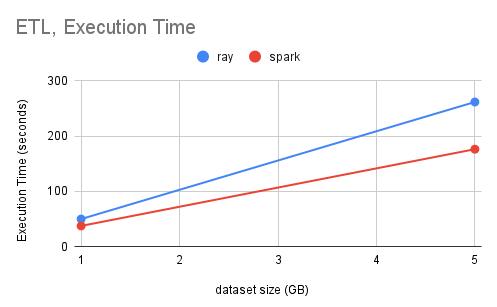 ETL, Execution Time
ray spark
Execution Time (seconds)
300
200
100
0
1 2 3 4 5
dataset size (GB)